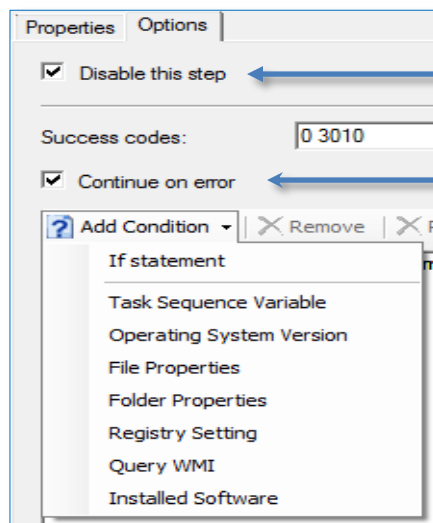 Properties Options
Disable this step
Success codes: 0 3010
Continue on error
Add Condition Remove
If statement
Task Sequence Variable
Operating System Version
File Properties
Folder Properties
Registry Setting
Query WMI
Installed Software